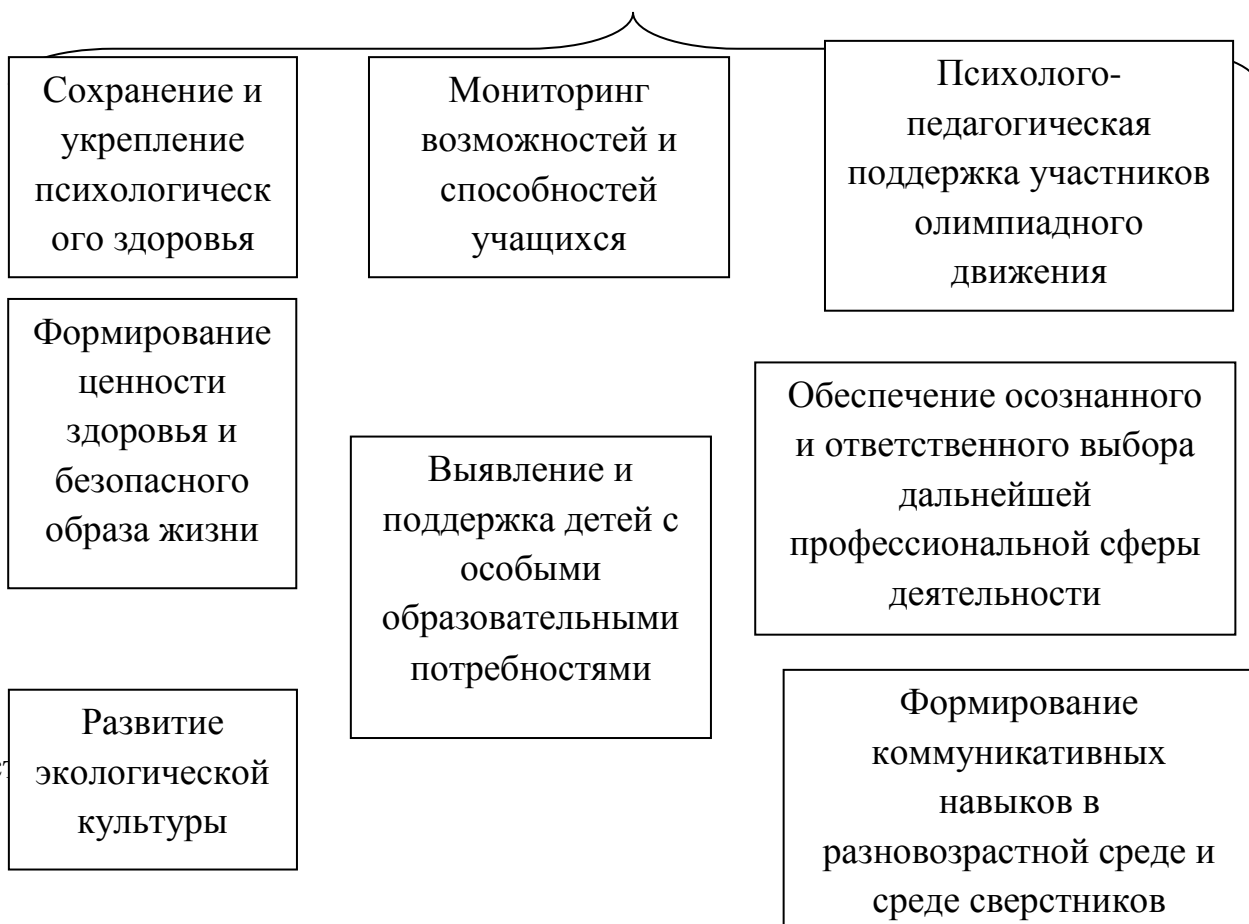 Сохранение и
укрепление
психологическ
ого здоровья
Мониторинг
возможностей и
способностей
учащихся
Психолого-
педагогическая
поддержка участников
олимпиадного
движения
Формирование
ценности
здоровья и
безопасного
образа жизни
Выявление и
поддержка детей с
особыми
образовательными
потребностями
Обеспечение осознанного
и ответственного выбора
дальнейшей
профессиональной сферы
деятельности
Развитие
экологической
культуры
Формирование
коммуникативных
навыков в
разновозрастной среде и
среде сверстников